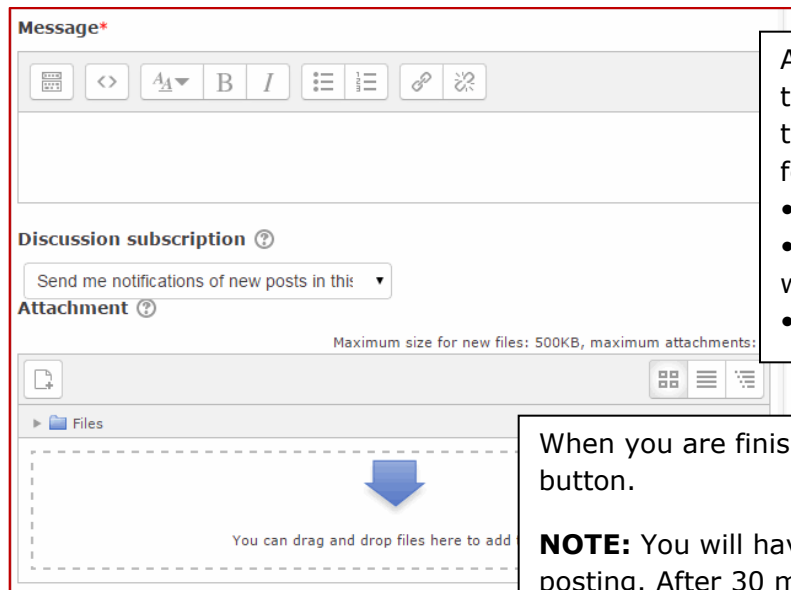 Message*
A
B
I
t
t
f
•
Discussion subscription
•
Send me notifications of new posts in this
w
Attachment
•
Maximum size for new files: 500KB, maximum attachments:
Files
When you are finis
button.
You can drag and drop files here to add
NOTE: You will hav
posting. After 30 m